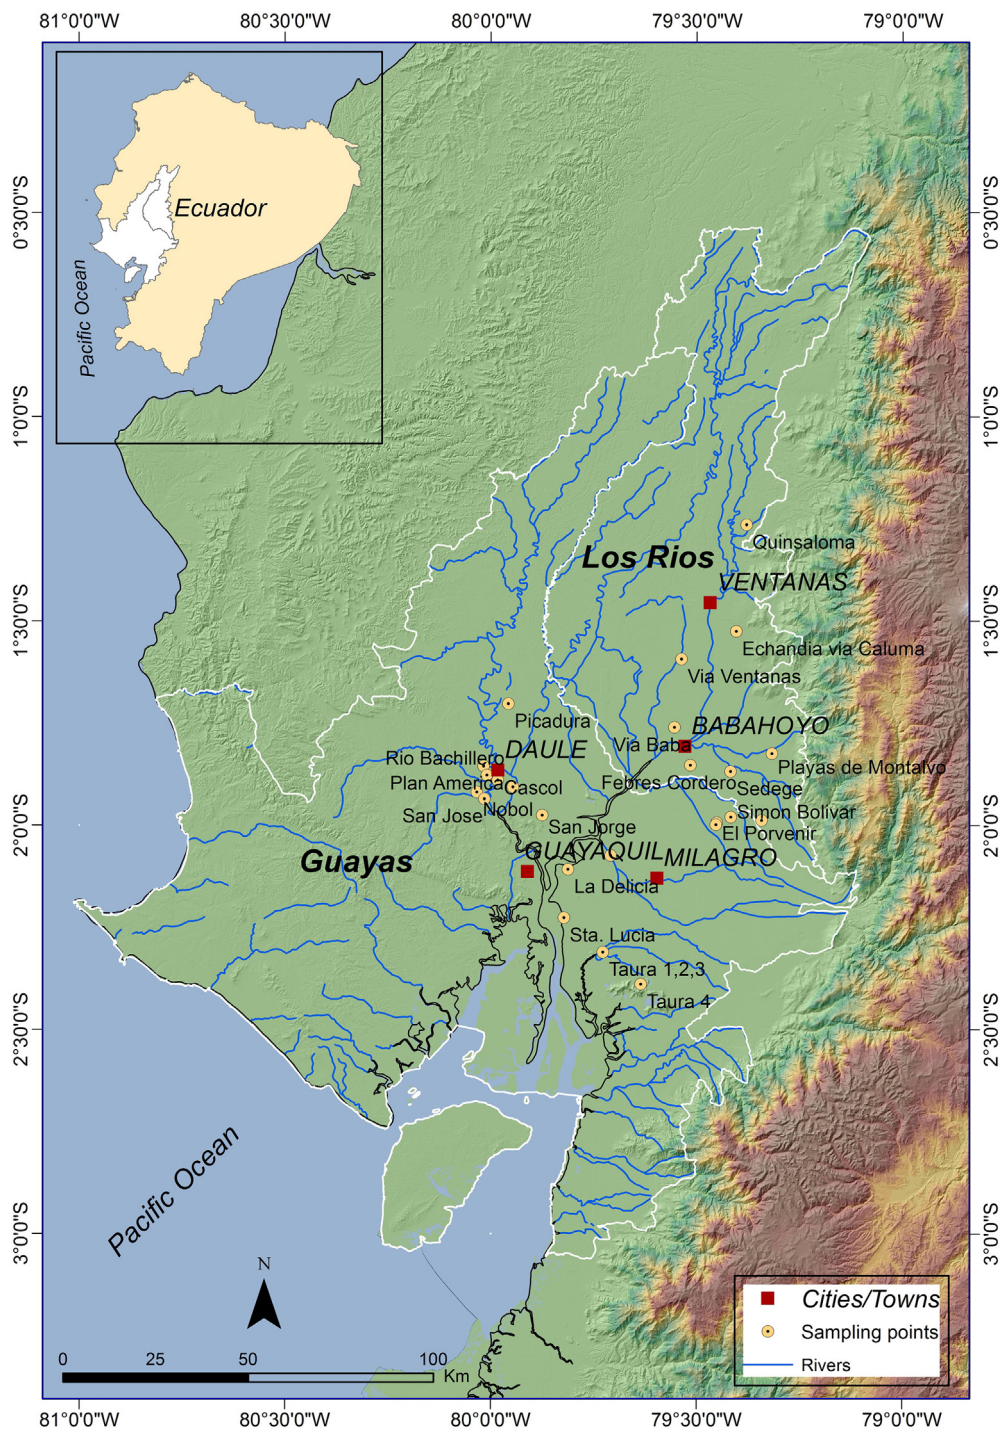 81°0'0"W
80°30'0"W
80°0'0"W
79°30'0"W
79°0'0"W
0°30'0"S
0°30'0"S
Ecuador
Pacific Ocean
1°0'0"S
1°0'0"S
Quinsaloma
Los Rios
VENTANAS
1°30'0"S
1°30'0"S
Echandia via Caluma
Via Ventanas
Picadura
BABAHOYO
Via Baba
DAULE
Rio Bachillero
Playas de Montalvo
Plan America
Cascol
Febres Cordero
Sedege
Nobol
San Jose
Simon Bolivar
San Jorge
El Porvenir
2°0'0"S
2°0'0"S
GUAYAQUIL
MILAGRO
Guayas
La Delicia
Sta. Lucia
Taura 1,2,3
Taura 4
2°30'0"S
2°30'0"S
Pacific Ocean
3°0'0"S
3°0'0"S
N
Cities/Towns
Sampling points
Rivers
0
25
50
100
Km
81°0'0"W
80°30'0"W
80°0'0"W
79°30'0"W
79°0'0"W